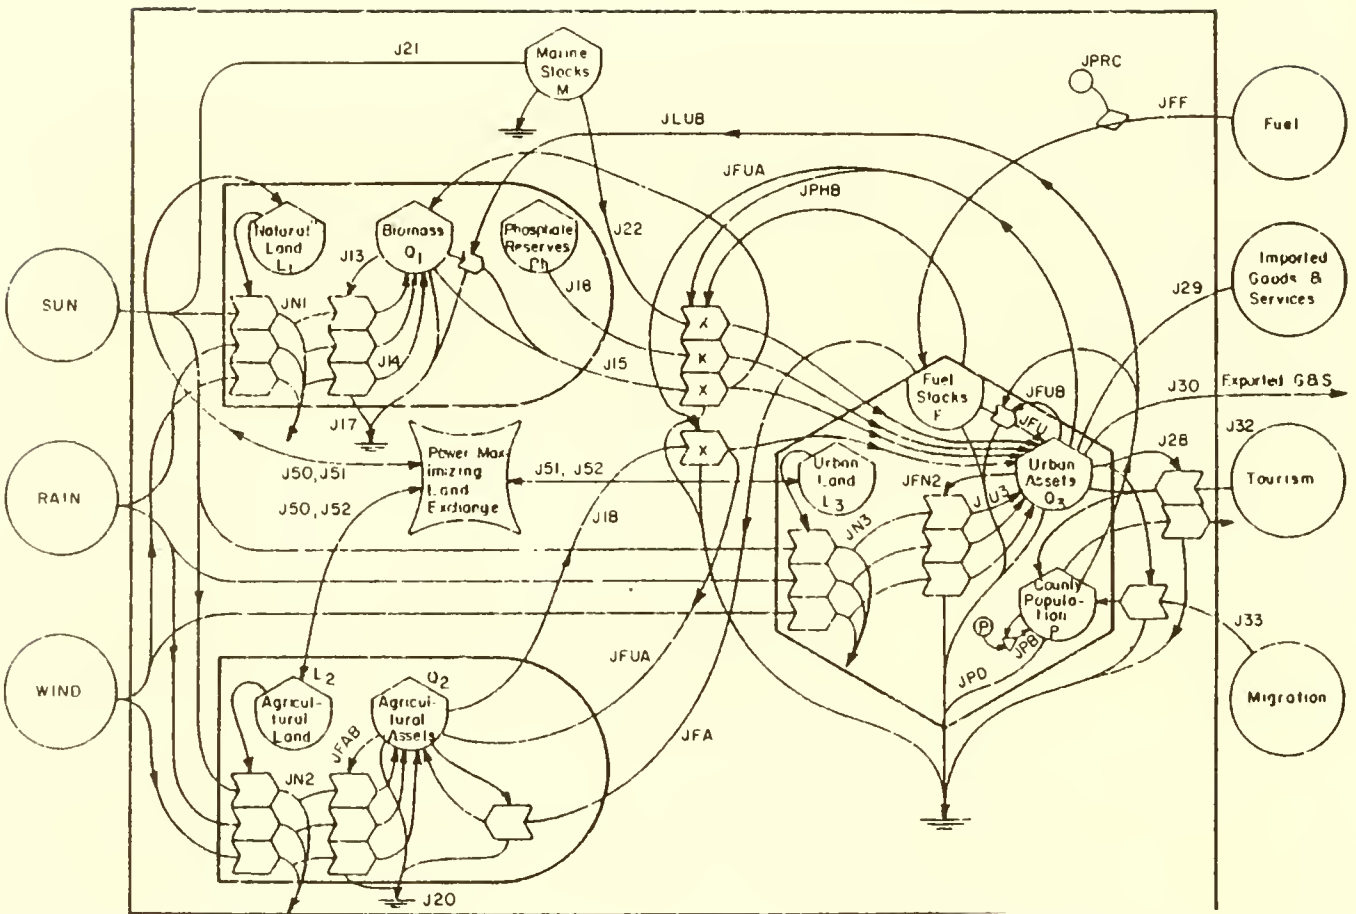 J21
Marine
Stocks
M
JPRC
JFF
Fuel
JLUB
JFUA
JPHB
Natural
Land
L1
Biomass
Q1
Phosphate
Reserves
Ph
J22
J13
J18
JN1
J14
J15
J17
SUN
Imported
Goods &
Services
J29
J30
Exported G&S
X
K
X
X
Fuel
Stocks
F
JFUB
JFU
J28
J32
Tourism
J50, J51
Power Max-
imizing
Land
Exchange
J51, J52
J50, J52
RAIN
Urban
Land
L3
JFN2
Urban
Assets
Q3
JN3
J18
County
Popula-
tion
P
P
JPB
JPD
J33
Migration
WIND
JFUA
JFA
L2
Agricul-
tural
Land
Q2
Agricul-
tural
Assets
JFAB
JN2
J20